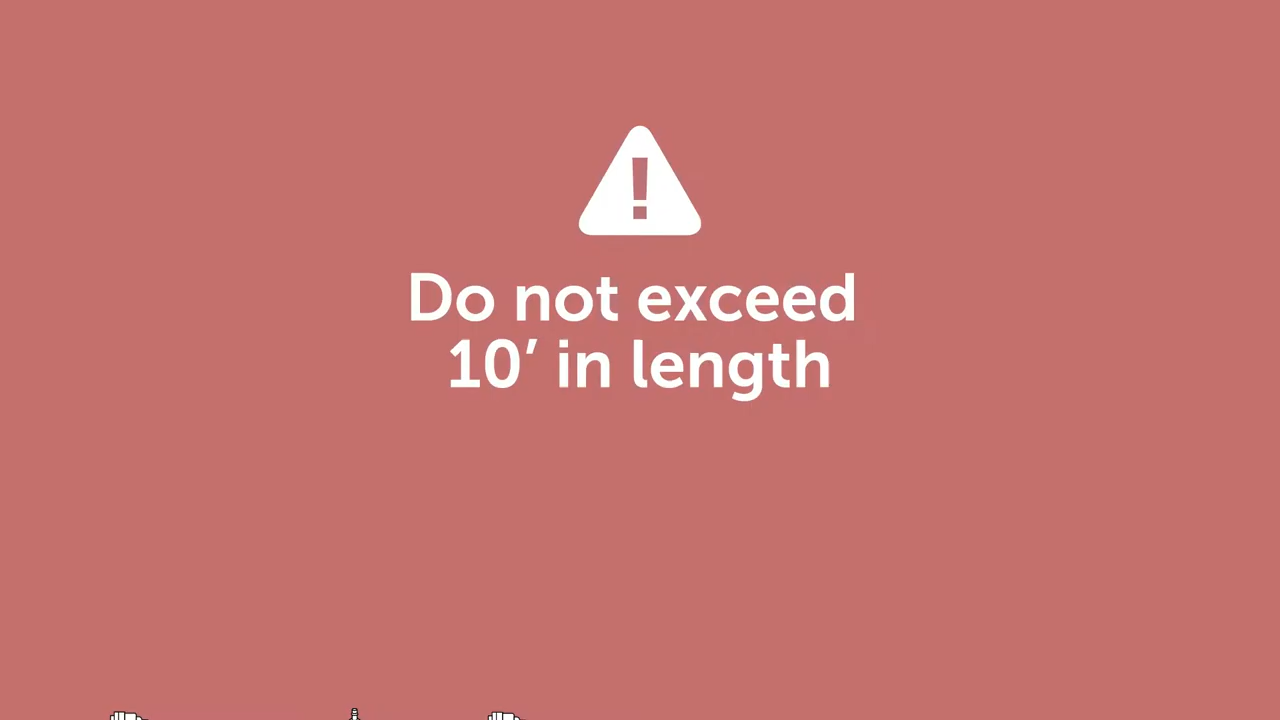 Do not exceed
10′ in length